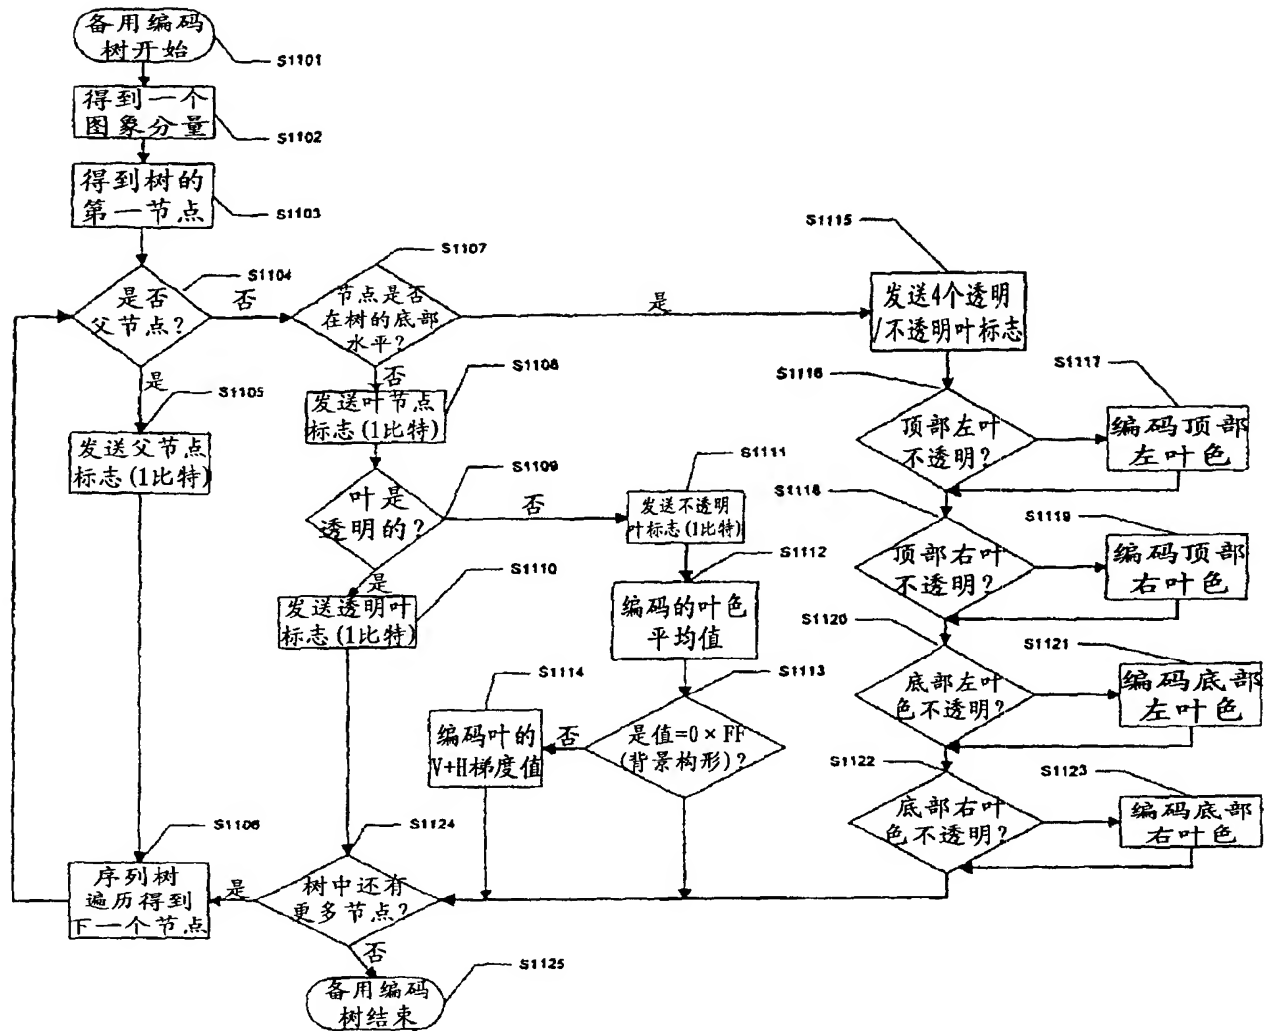 备用编码
树开始
S1101
得到一个
图象分量
S1102
得到树的
第一节点
S1103
是否
父节点?
S1104
否
是
发送父节点
标志(1比特)
S1105
序列树
遍历得到
下一个节点
S1106
节点是否
在树的底部
水平?
S1107
是
否
发送叶节点
标志(1比特)
S1108
叶是
透明的?
S1109
否
是
发送透明叶
标志(1比特)
S1110
发送不透明
叶标志(1比特)
S1111
编码的叶色
平均值
S1112
是值=0×FF
(背景构形)?
S1113
否
编码叶的
V+H梯度值
S1114
发送4个透明
/不透明叶标志
S1115
顶部左叶
不透明?
S1116
编码顶部
左叶色
S1117
顶部右叶
不透明?
S1118
编码顶部
右叶色
S1119
底部左叶
色不透明?
S1120
编码底部
左叶色
S1121
底部右叶
色不透明?
S1122
编码底部
右叶色
S1123
树中还有
更多节点?
S1124
是
否
备用编码
树结束
S1125